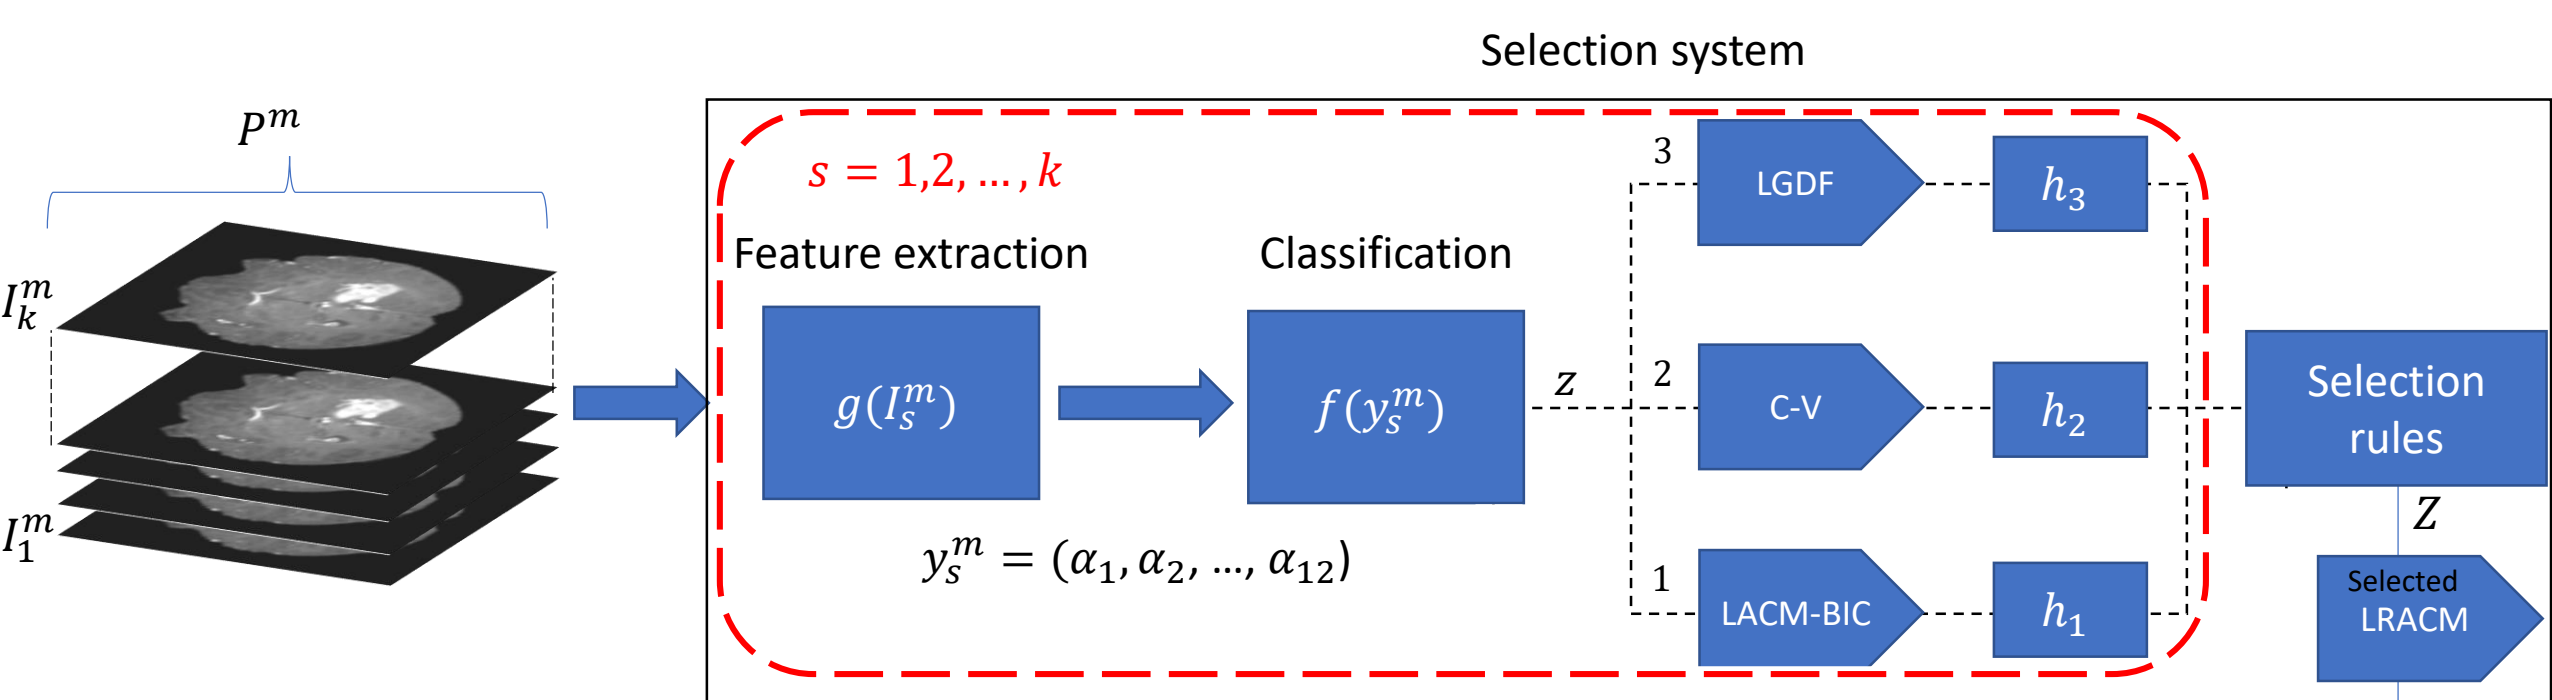 Selection system
P^m
s = 1,2, … , k
3
LGDF
h_3
Feature extraction
Classification
I_k^m
g(I_s^m)
f(y_s^m)
z
2
C-V
h_2
Selection
rules
Z
I_1^m
y_s^m = (α_1, α_2, …, α_12)
1
LACM-BIC
h_1
Selected
LRACM